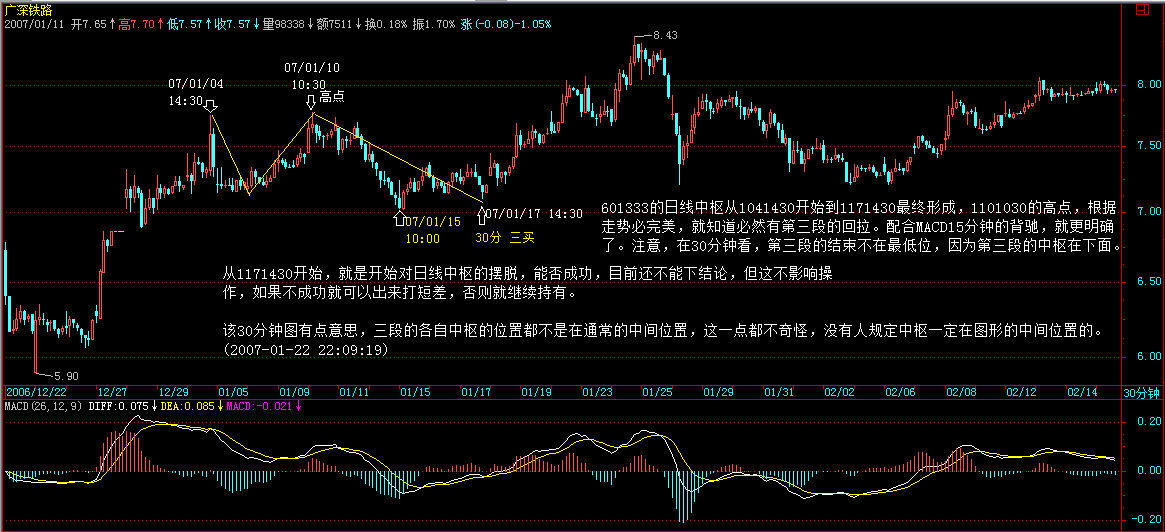 广深铁路
2007/01/11 开7.65↑高7.70↑低7.57↓收7.57↓量98338↓额7511↓换0.18% 振1.70% 涨(-0.08)-1.05%
8.43
07/01/10
10:30
高点
07/01/04
14:30
8.00
7.50
7.00
6.50
6.00
07/01/15
10:00
07/01/17 14:30
30分 三买
601333的日线中枢从1041430开始到1171430最终形成，1101030的高点，根据
走势必完美，就知道必然有第三段的回拉。配合MACD15分钟的背驰，就更明确
了。注意，在30分钟看，第三段的结束不在最低位，因为第三段的中枢在下面。
从1171430开始，就是开始对日线中枢的摆脱，能否成功，目前还不能下结论，但这不影响操
作，如果不成功就可以出来打短差，否则就继续持有。
该30分钟图有点意思，三段的各自中枢的位置都不是在通常的中间位置，这一点都不奇怪，没有人规定中枢一定在图形的中间位置的。
(2007-01-22 22:09:19)
5.90
2006/12/22 12/27 12/29 01/05 01/09 01/11 01/15 01/17 01/19 01/23 01/25 01/29 01/31 02/02 02/06 02/08 02/12 02/14 30分钟
MACD(26,12,9) DIFF:0.075↓DEA:0.085↓MACD:-0.021↓
0.20
0.00
-0.20